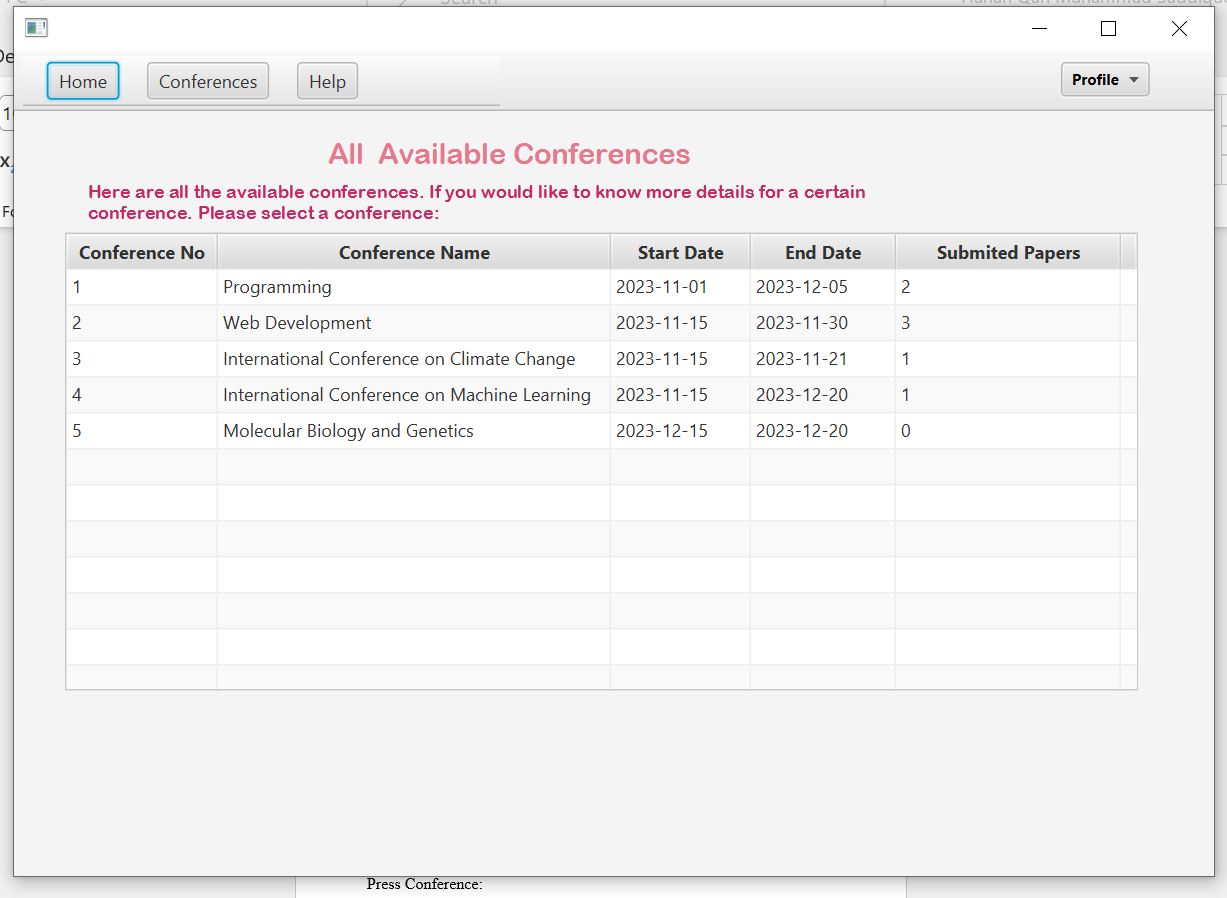 Search
Home Conferences Help Profile
All Available Conferences
Here are all the available conferences. If you would like to know more details for a certain
conference. Please select a conference:
Conference No Conference Name Start Date End Date Submited Papers
1 Programming 2023-11-01 2023-12-05 2
2 Web Development 2023-11-15 2023-11-30 3
3 International Conference on Climate Change 2023-11-15 2023-11-21 1
4 International Conference on Machine Learning 2023-11-15 2023-12-20 1
5 Molecular Biology and Genetics 2023-12-15 2023-12-20 0
Press Conference: